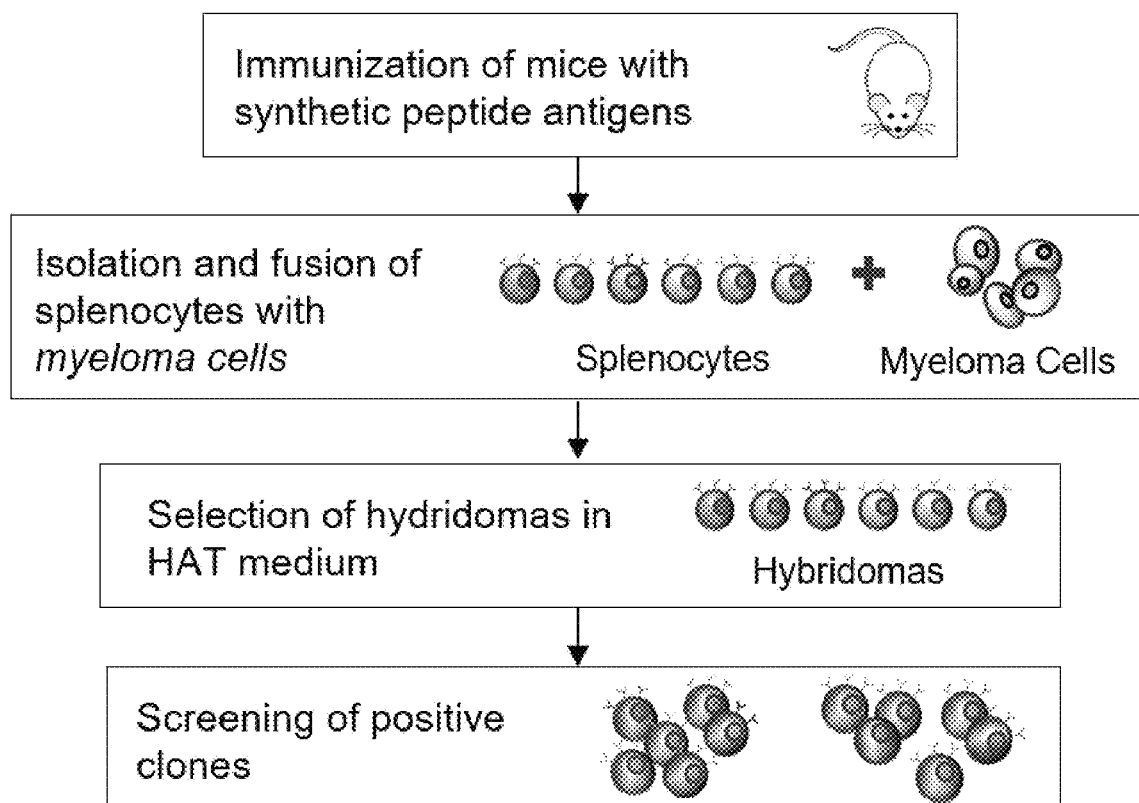 Immunization of mice with
synthetic peptide antigens
Isolation and fusion of
splenocytes with
myeloma cells
Splenocytes
Myeloma Cells
Selection of hydridomas in
HAT medium
Hybridomas
Screening of positive
clones